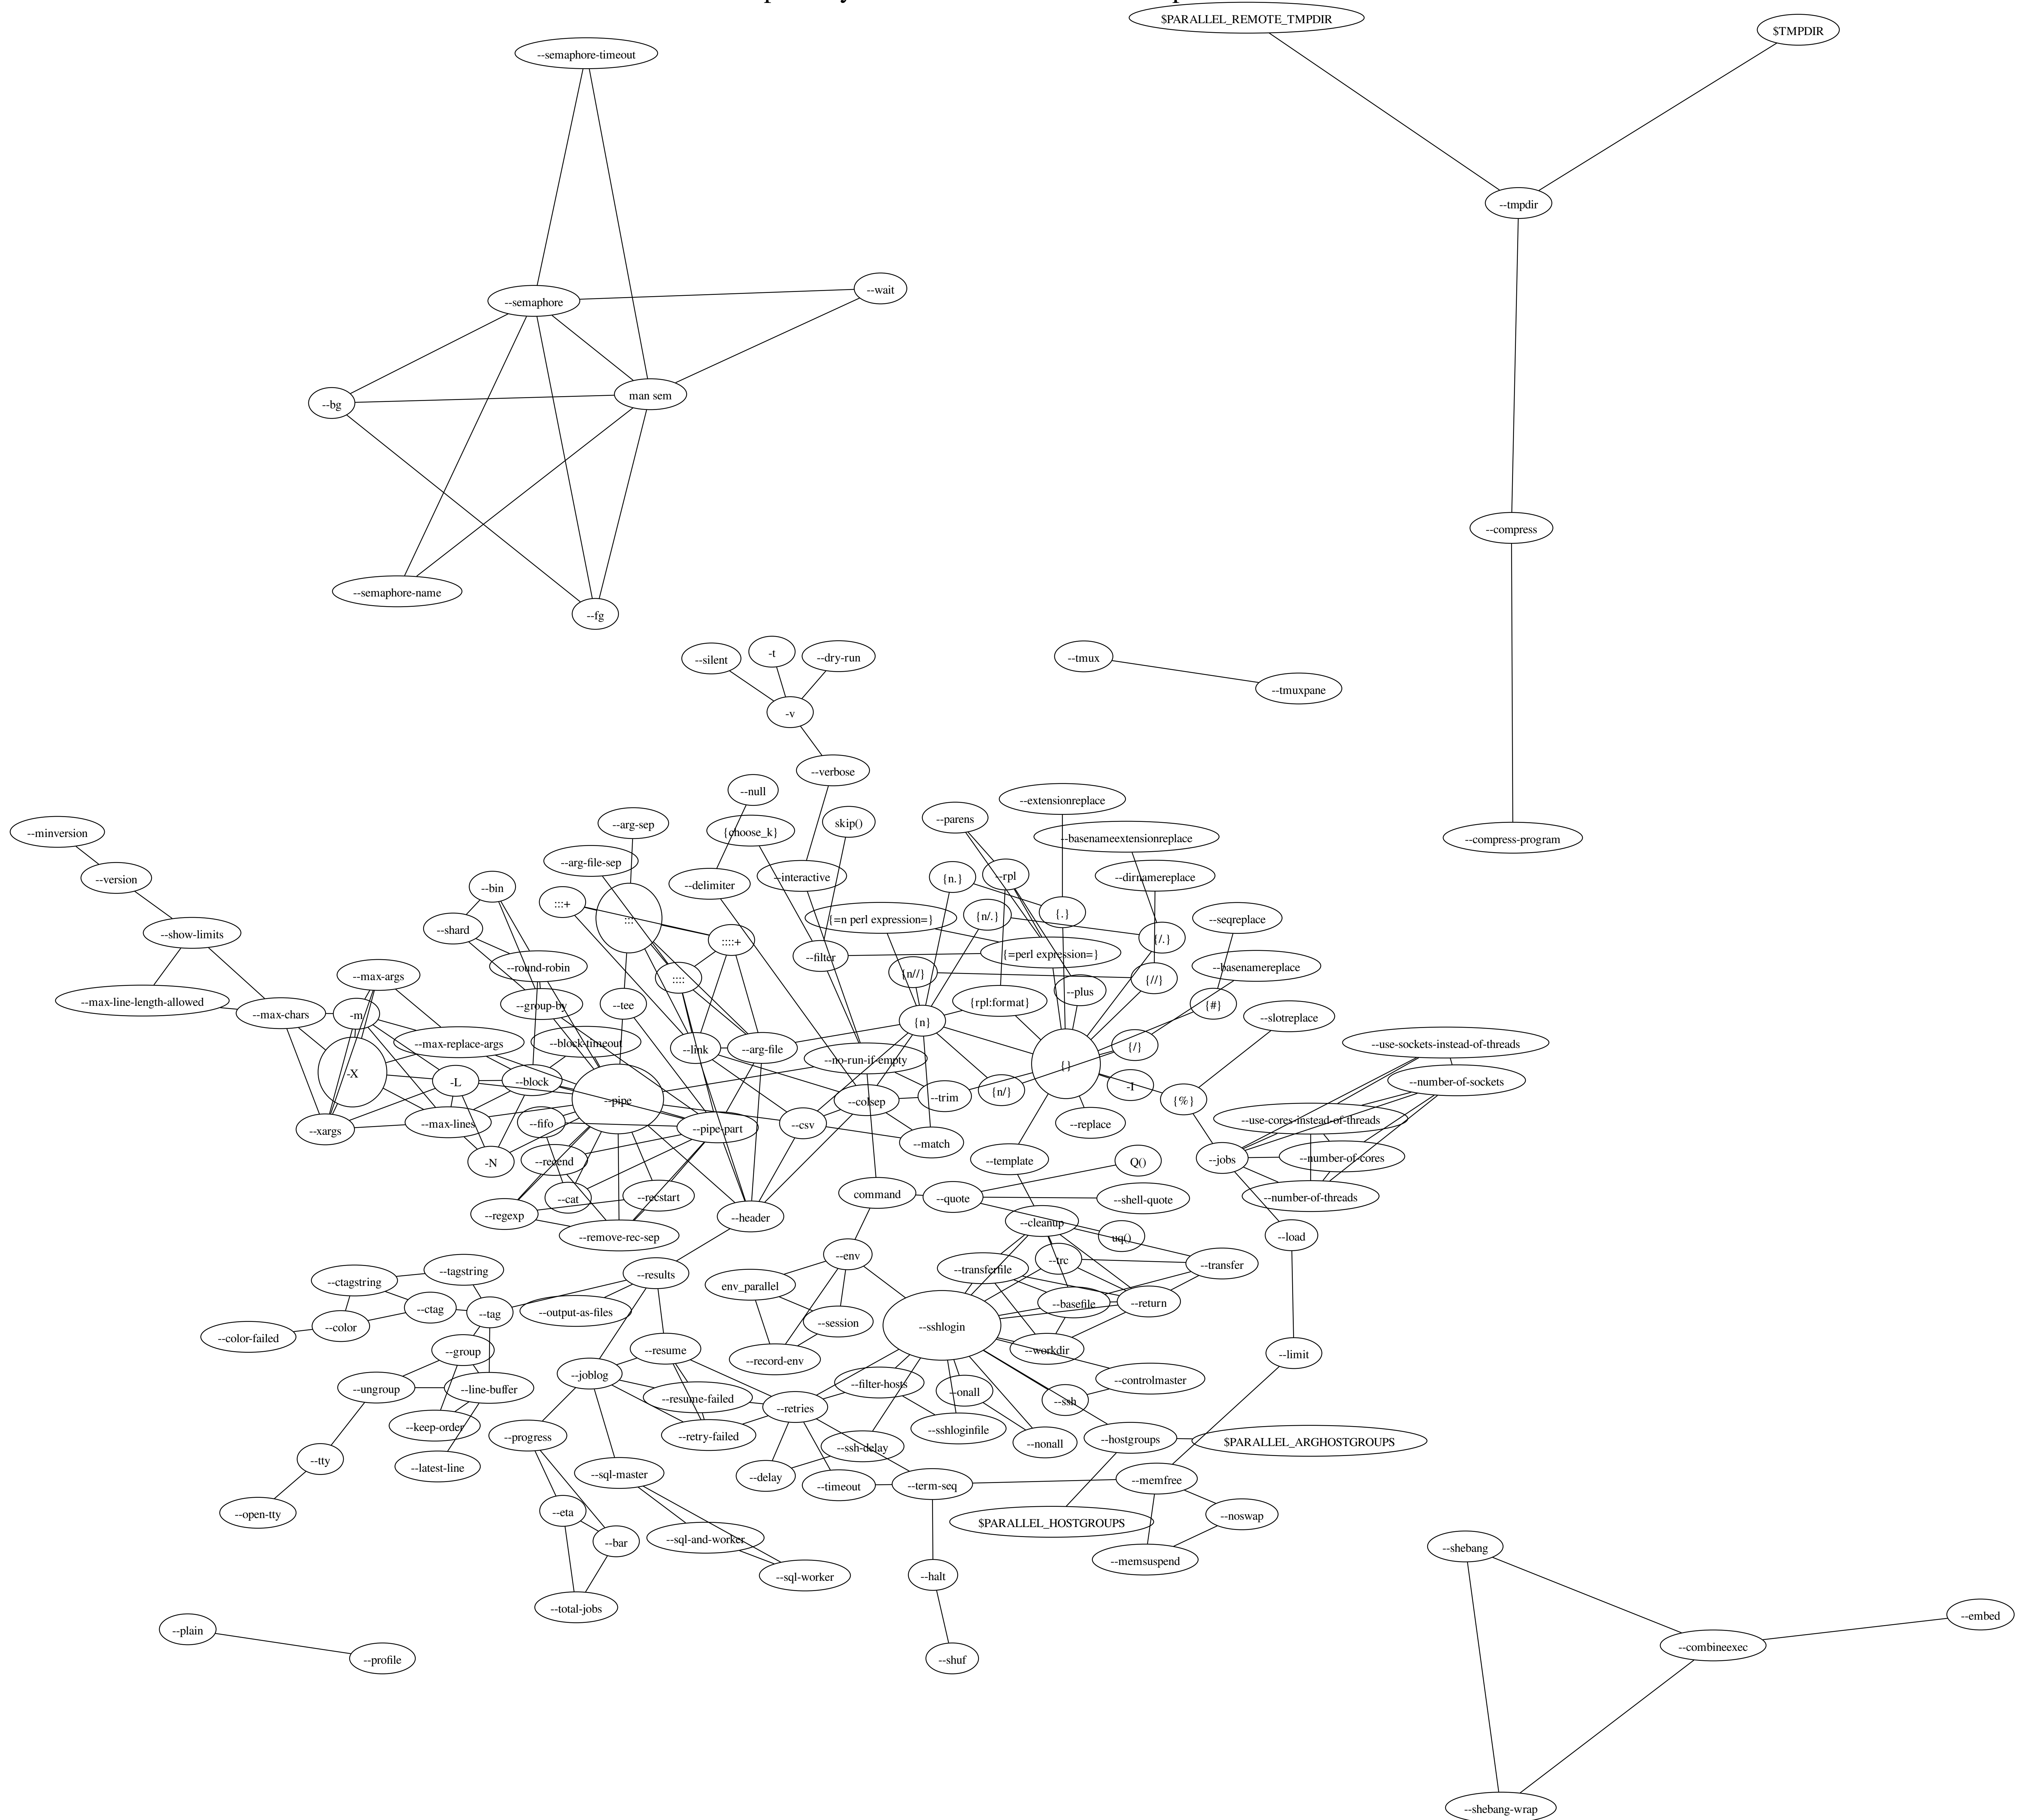 $PARALLEL_REMOTE_TMPDIR
$TMPDIR
--semaphore-timeout
--tmpdir
--wait
--semaphore
man sem
--bg
--compress
--semaphore-name
--fg
--silent
-t
--dry-run
--tmux
--tmuxpane
-v
--verbose
--null
--extensionreplace
--parens
--arg-sep
{choose_k}
skip()
--minversion
--basenameextensionreplace
--compress-program
--arg-file-sep
--version
--bin
--delimiter
--interactive
{n.}
--rpl
--dirnamereplace
:::+
:::
{=n perl expression=}
{n/.}
{.}
--seqreplace
--shard
--show-limits
::::+
{/.}
--filter
{=perl expression=}
--round-robin
--basenamereplace
--max-args
::::
{n//}
{//}
--plus
--max-line-length-allowed
--group-by
--tee
{rpl:format}
{#}
--max-chars
-m
--slotreplace
{n}
--max-replace-args
--block-timeout
--link
--arg-file
--no-run-if-empty
{/}
--use-sockets-instead-of-threads
-X
-L
--block
{}
--number-of-sockets
-I
{n/}
--trim
--pipe
--colsep
{%}
--xargs
--max-lines
--fifo
--pipe-part
--csv
--replace
--use-cores-instead-of-threads
--match
-N
--recend
--template
Q()
--jobs
--number-of-cores
--cat
--recstart
command
--quote
--shell-quote
--number-of-threads
--regexp
--header
--cleanup
--remove-rec-sep
uq()
--load
--env
--trc
--transfer
--tagstring
--ctagstring
--results
--transferfile
env_parallel
--ctag
--tag
--output-as-files
--basefile
--return
--session
--color
--color-failed
--sshlogin
--group
--resume
--record-env
--workdir
--limit
--ungroup
--line-buffer
--joblog
--filter-hosts
--controlmaster
--resume-failed
--onall
--ssh
--retries
--keep-order
--progress
--retry-failed
--sshloginfile
--nonall
--hostgroups
$PARALLEL_ARGHOSTGROUPS
--ssh-delay
--tty
--latest-line
--sql-master
--delay
--timeout
--term-seq
--memfree
--open-tty
--eta
$PARALLEL_HOSTGROUPS
--noswap
--bar
--sql-and-worker
--shebang
--memsuspend
--sql-worker
--halt
--total-jobs
--embed
--plain
--combineexec
--profile
--shuf
--shebang-wrap